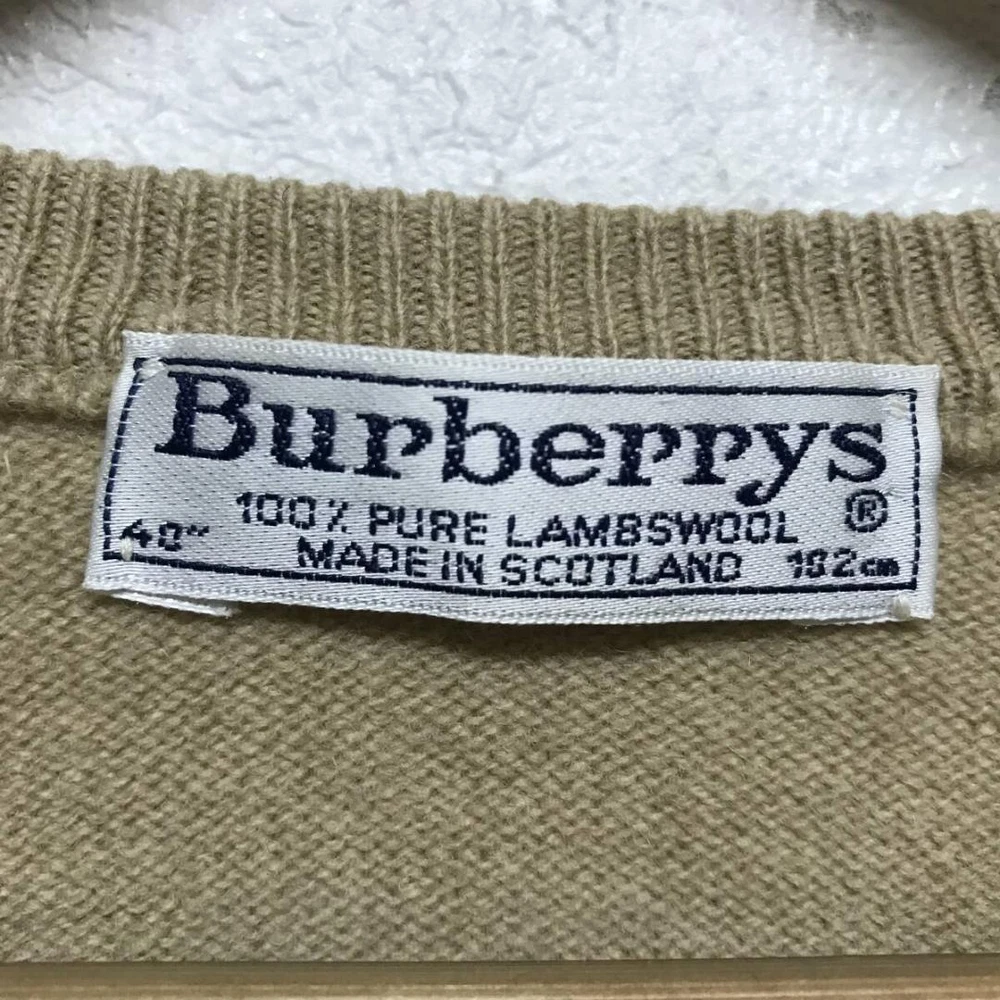 Burberrys
100% PURE LAMBSWOOL ®
40" MADE IN SCOTLAND 102cm